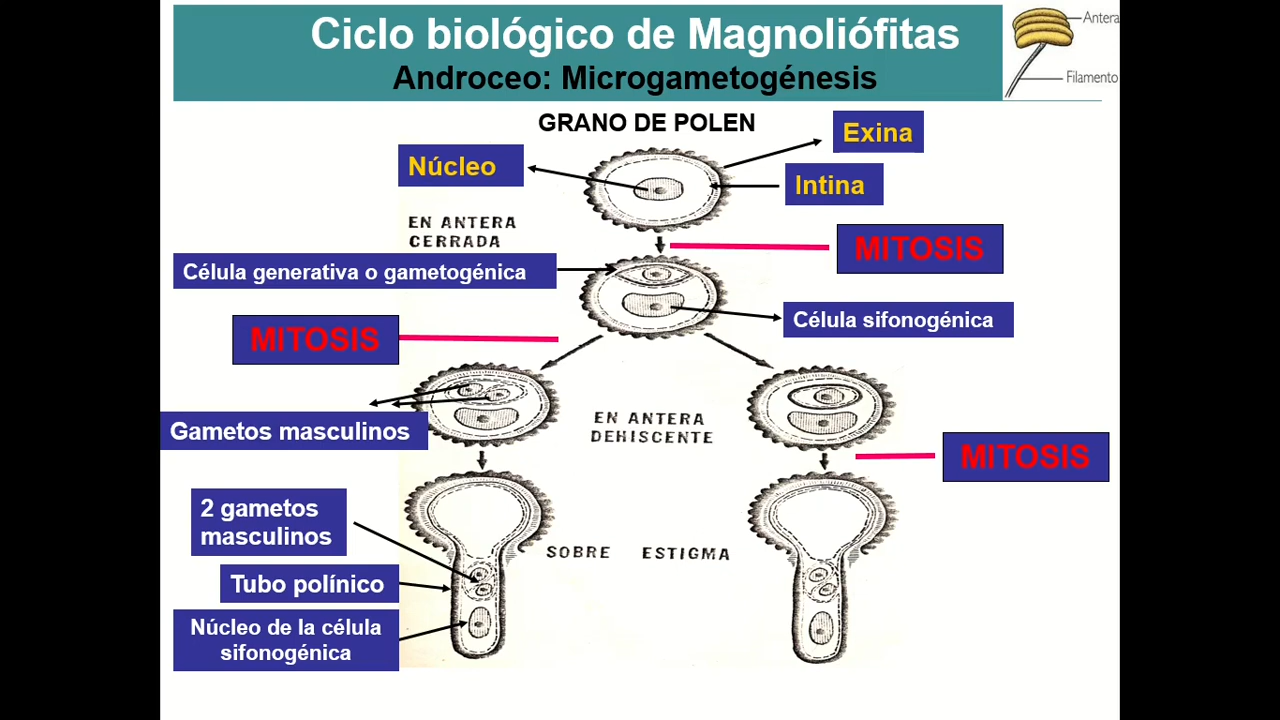 Ciclo biológico de Magnoliófitas
Androceo: Microgametogénesis
Antera
Filamento
GRANO DE POLEN
Exina
Núcleo
Intina
EN ANTERA
CERRADA
MITOSIS
Célula generativa o gametogénica
Célula sifonogénica
MITOSIS
EN ANTERA
DEHISCENTE
Gametos masculinos
MITOSIS
2 gametos
masculinos
SOBRE ESTIGMA
Tubo polínico
Núcleo de la célula
sifonogénica